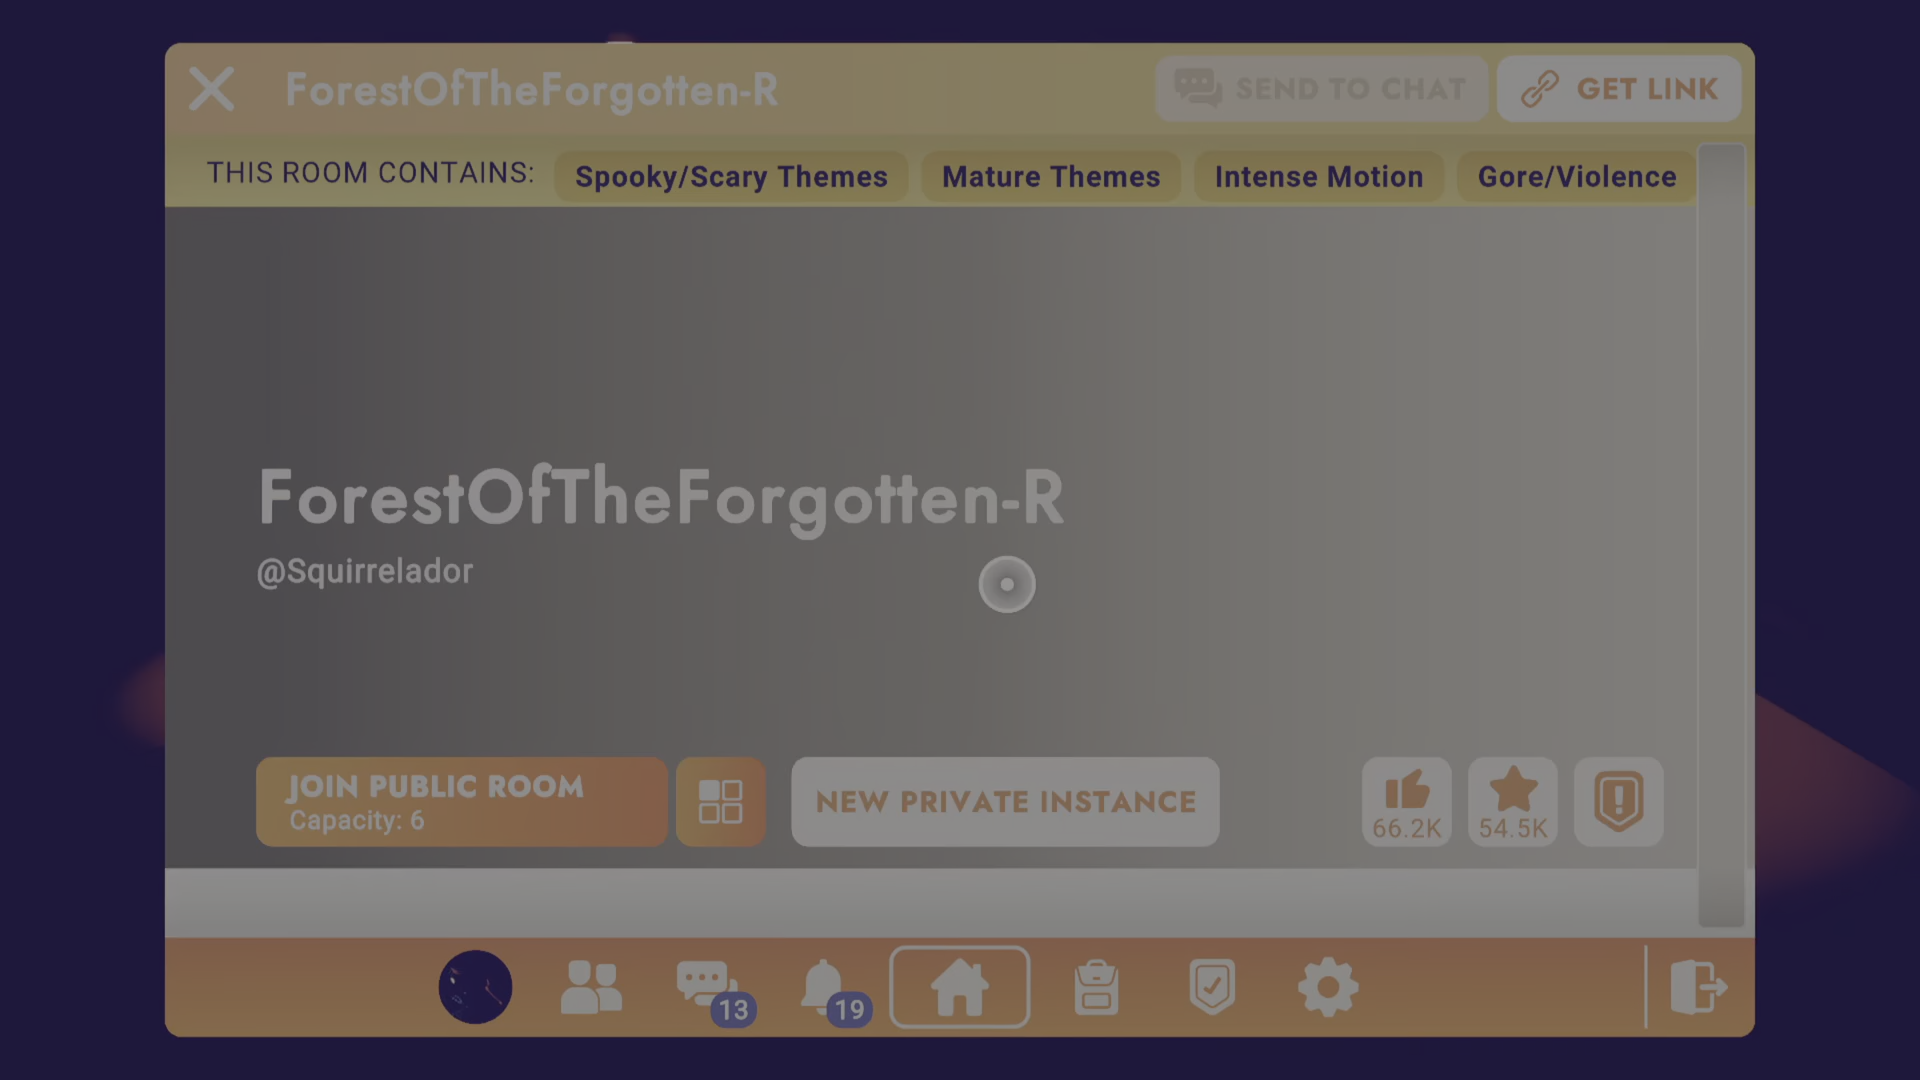 ForestOfTheForgotten-R
SEND TO CHAT
GET LINK
THIS ROOM CONTAINS: Spooky/Scary Themes Mature Themes Intense Motion Gore/Violence
ForestOfTheForgotten-R
@Squirrelador
JOIN PUBLIC ROOM
Capacity: 6
NEW PRIVATE INSTANCE
66.2K
54.5K
13
19